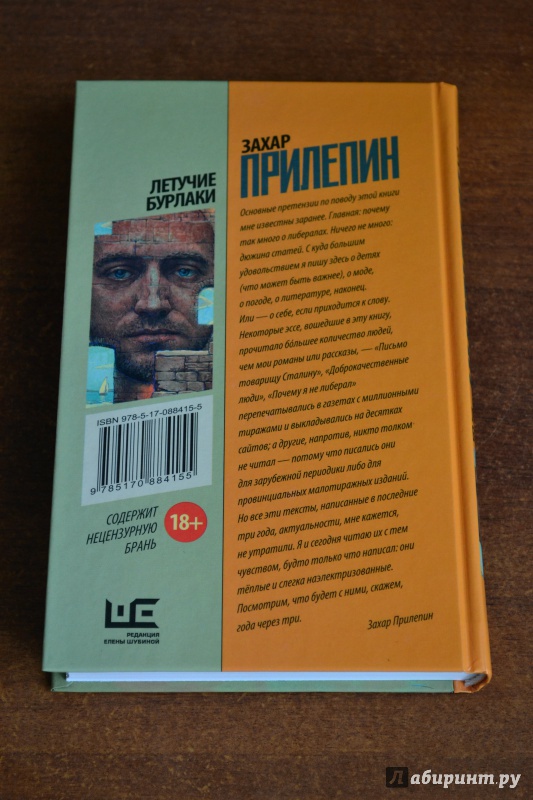 ЛЕТУЧИЕ
БУРЛАКИ
ISBN 978-5-17-088415-5
9 785170 884155
СОДЕРЖИТ
НЕЦЕНЗУРНУЮ
БРАНЬ
18+
РЕДАКЦИЯ
ЕЛЕНЫ ШУБИНОЙ
ЗАХАР
ПРИЛЕПИН
Основные претензии по поводу этой книги
мне известны заранее. Главная: почему
так много о либералах. Ничего не много:
дюжина статей. С куда большим
удовольствием я пишу здесь о детях
(что может быть важнее), о моде,
о погоде, о литературе, наконец.
Или — о себе, если приходится к слову.
Некоторые эссе, вошедшие в эту книгу,
прочитало бо́льшее количество людей,
чем мои романы или рассказы, — «Письмо
товарищу Сталину», «Доброкачественные
люди», «Почему я не либерал»
перепечатывались в газетах с миллионными
тиражами и выкладывались на десятках
сайтов; а другие, напротив, никто толком
не читал — потому что писались они
для зарубежной периодики либо для
провинциальных малотиражных изданий.
Но все эти тексты, написанные в последние
три года, актуальности, мне кажется,
не утратили. Я и сегодня читаю их с тем
чувством, будто только что написал: они
тёплые и слегка наэлектризованные.
Посмотрим, что будет с ними, скажем,
года через три.
Захар Прилепин
Лабиринт.ру